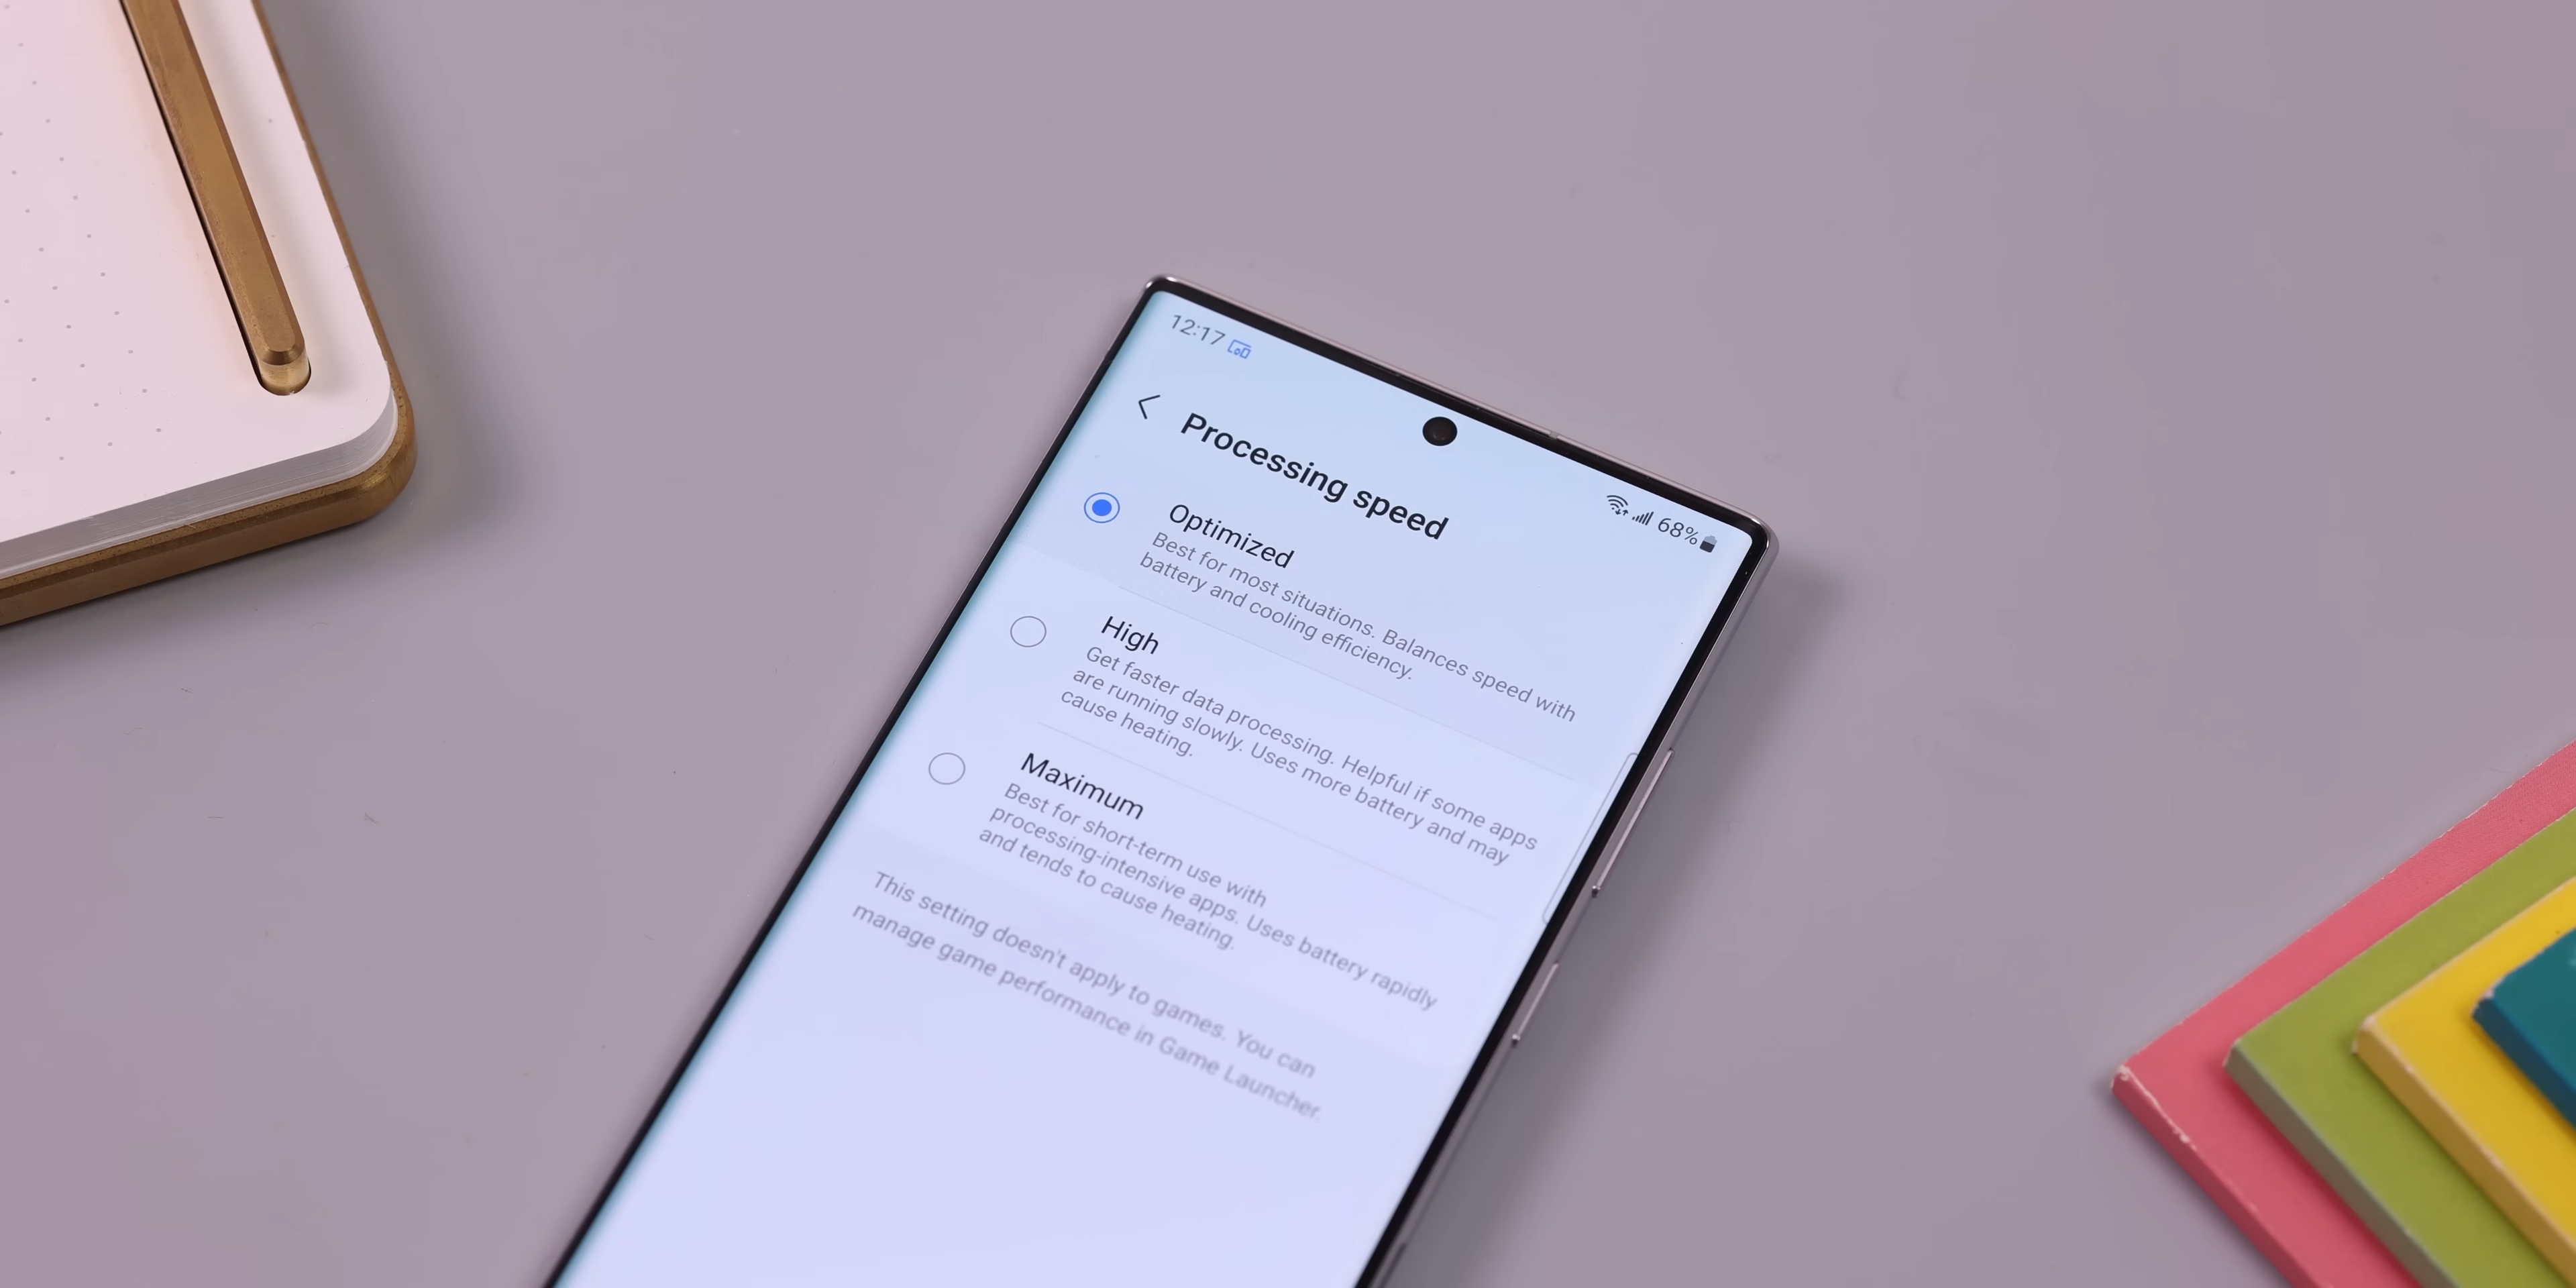 12:17
68%
Processing speed
Optimized
Best for most situations. Balances speed with
battery and cooling efficiency.
High
Get faster data processing. Helpful if some apps
are running slowly. Uses more battery and may
cause heating.
Maximum
Best for short-term use with
processing-intensive apps. Uses battery rapidly
and tends to cause heating.
This setting doesn't apply to games. You can
manage game performance in Game Launcher.